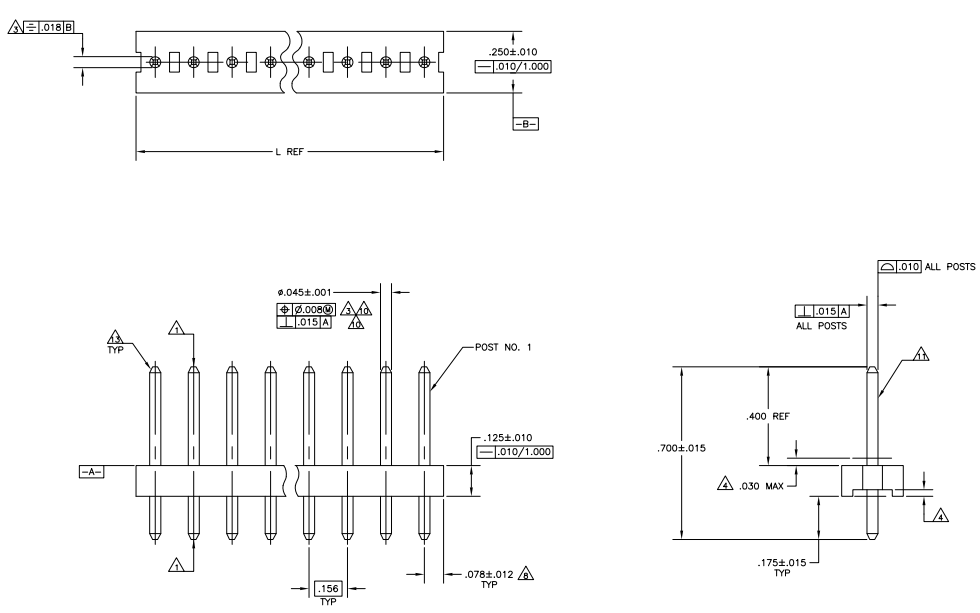 3 ⌯ .018 B
.250±.010
— .010/1.000
-B-
L REF
⌓ .010 ALL POSTS
ø.045±.001
⌖ Ø.008Ⓜ 3 10
⊥ .015 A 10
⊥ .015 A
ALL POSTS
13
TYP
1
POST NO. 1
11
.400 REF
.125±.010
— .010/1.000
.700±.015
-A-
4 .030 MAX
4
1
.078±.012 8
TYP
.156
TYP
.175±.015
TYP